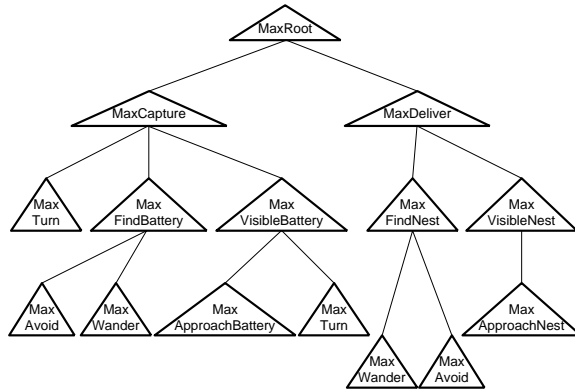 MaxRoot
MaxCapture
MaxDeliver
Max
Turn
Max
FindBattery
Max
VisibleBattery
Max
FindNest
Max
VisibleNest
Max
Avoid
Max
Wander
Max
ApproachBattery
Max
Turn
Max
ApproachNest
Max
Wander
Max
Avoid